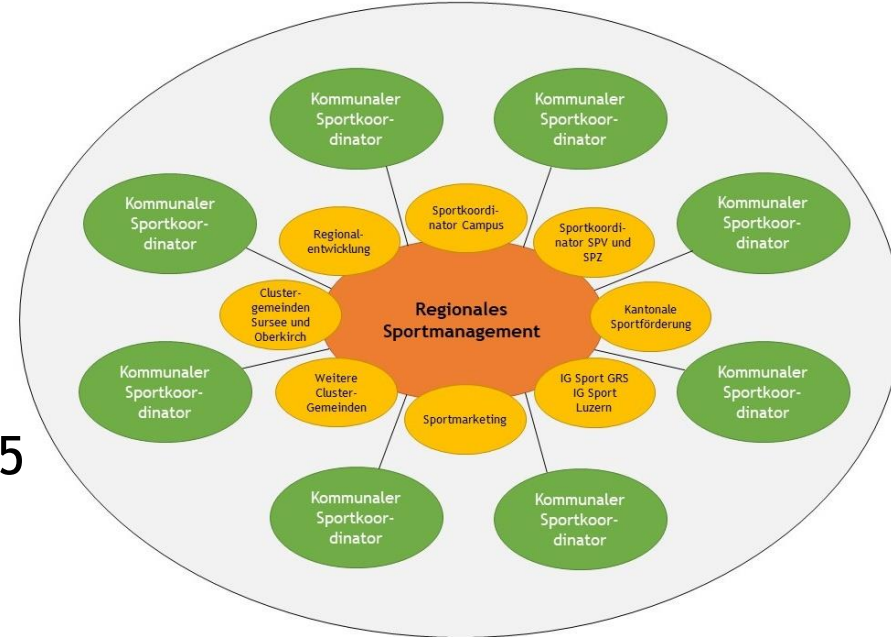 Kommunaler
Sportkoor-
dinator
Kommunaler
Sportkoor-
dinator
Kommunaler
Sportkoor-
dinator
Kommunaler
Sportkoor-
dinator
Regional-
entwicklung
Sportkoordi-
nator Campus
Sportkoordi-
nator SPV und
SPZ
Cluster-
gemeinden
Sursee und
Oberkirch
Regionales
Sportmanagement
Kantonale
Sportförderung
Kommunaler
Sportkoor-
dinator
Weitere
Cluster-
Gemeinden
Sportmarketing
IG Sport GRS
IG Sport
Luzern
Kommunaler
Sportkoor-
dinator
5
Kommunaler
Sportkoor-
dinator
Kommunaler
Sportkoor-
dinator